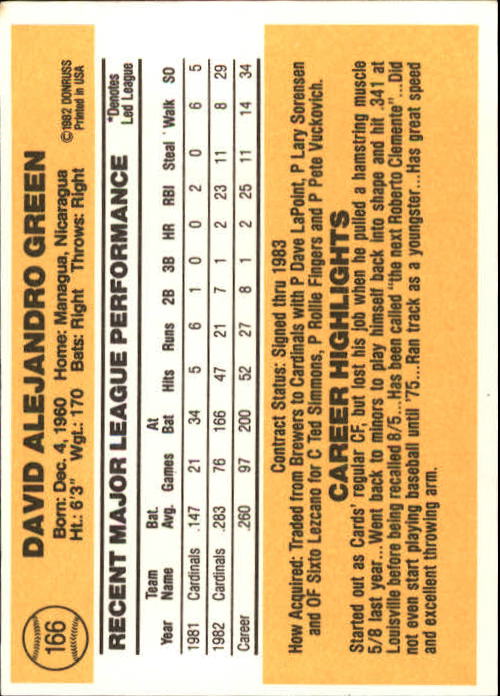 166
DAVID ALEJANDRO GREEN
©1982 DONRUSS
Printed in USA
Born: Dec. 4, 1960 Home: Managua, Nicaragua
Ht.: 6'3" Wgt.: 170 Bats: Right Throws: Right
RECENT MAJOR LEAGUE PERFORMANCE
*Denotes
Led League
Year Team Name Bat. Avg. Games At Bat Hits Runs 2B 3B HR RBI Steal Walk SO
1981 Cardinals .147 21 34 5 6 1 0 0 2 0 6 5
1982 Cardinals .283 76 166 47 21 7 1 2 23 11 8 29
Career .260 97 200 52 27 8 1 2 25 11 14 34
Contract Status: Signed thru 1983
How Acquired: Traded from Brewers to Cardinals with P Dave LaPoint, P Lary Sorensen
and OF Sixto Lezcano for C Ted Simmons, P Rollie Fingers and P Pete Vuckovich.
CAREER HIGHLIGHTS
Started out as Cards' regular CF, but lost his job when he pulled a hamstring muscle
5/8 last year...Went back to minors to play himself back into shape and hit .341 at
Louisville before being recalled 8/5...Has been called "the next Roberto Clemente"...Did
not even start playing baseball until '75...Ran track as a youngster...Has great speed
and excellent throwing arm.